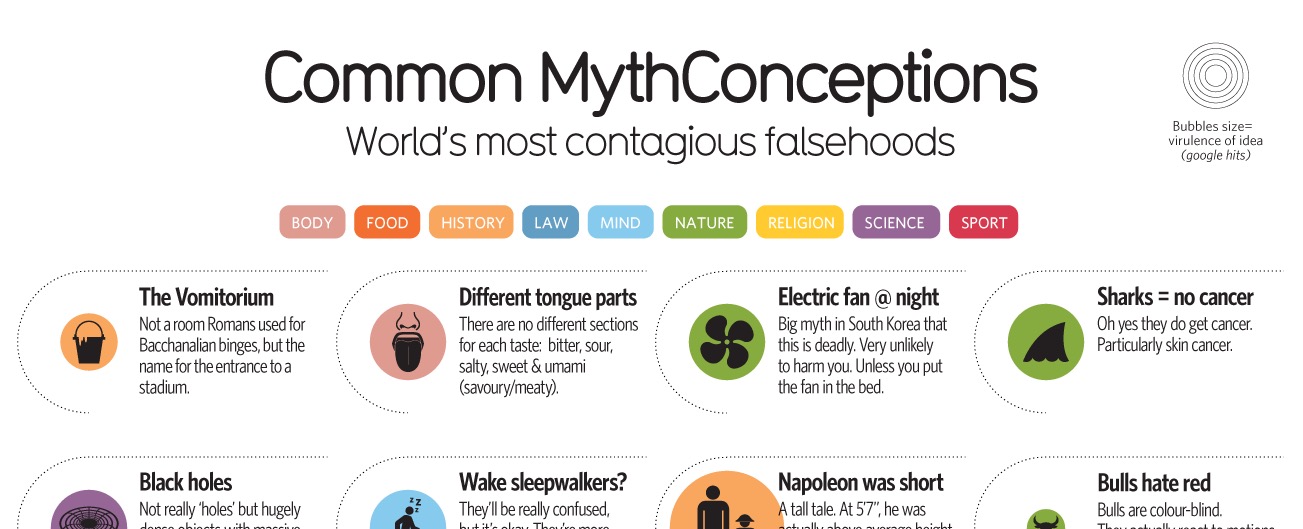 Common MythConceptions
World's most contagious falsehoods
Bubbles size=
virulence of idea
(google hits)
BODY
FOOD
HISTORY
LAW
MIND
NATURE
RELIGION
SCIENCE
SPORT
The Vomitorium
Not a room Romans used for
Bacchanalian binges, but the
name for the entrance to a
stadium.
Different tongue parts
There are no different sections
for each taste: bitter, sour,
salty, sweet & umami
(savoury/meaty).
Electric fan @ night
Big myth in South Korea that
this is deadly. Very unlikely
to harm you. Unless you put
the fan in the bed.
Sharks = no cancer
Oh yes they do get cancer.
Particularly skin cancer.
Black holes
Not really 'holes' but hugely
dense objects with massive
Wake sleepwalkers?
zZ
Z
They'll be really confused,
but it's okay. They're more
Napoleon was short
A tall tale. At 5'7", he was
actually above average height
Bulls hate red
Bulls are colour-blind.
They actually react to motions